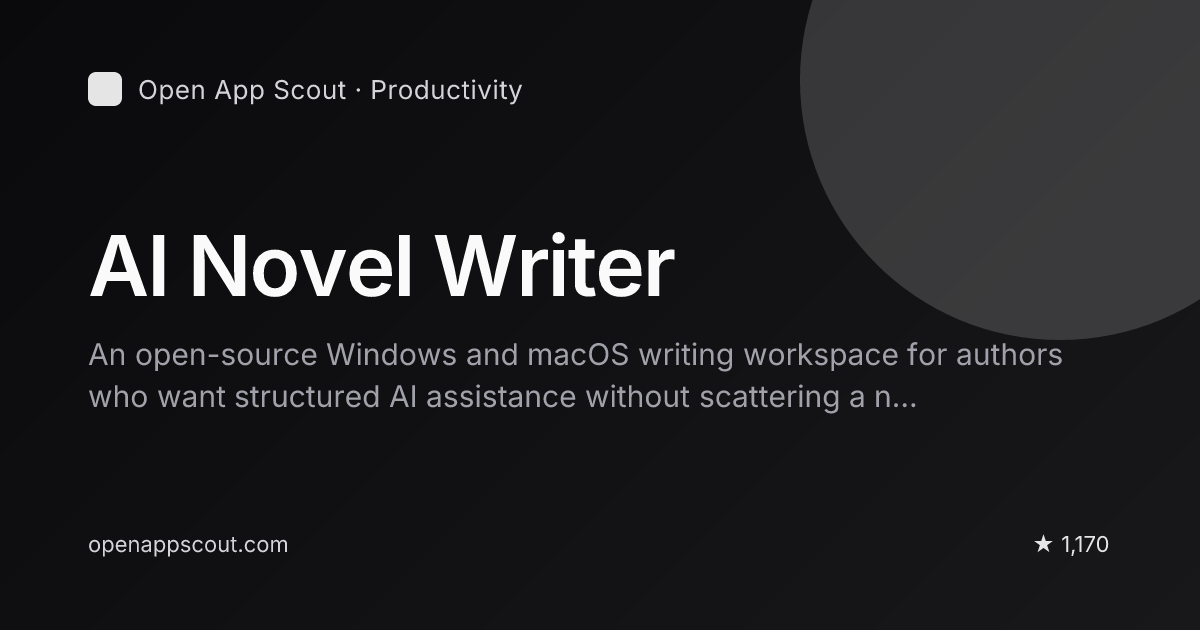 Open App Scout · Productivity
AI Novel Writer
An open-source Windows and macOS writing workspace for authors
who want structured AI assistance without scattering a n...
openappscout.com
★ 1,170